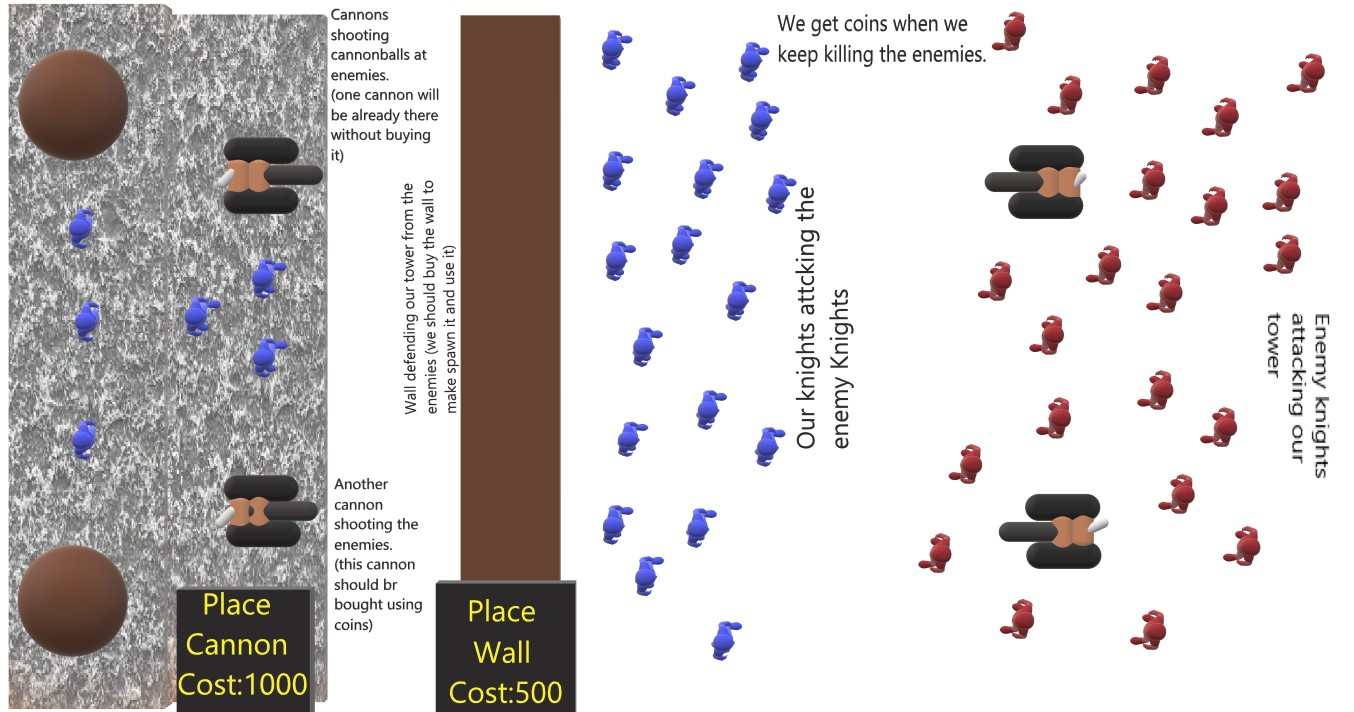 Cannons
shooting
cannonballs at
enemies.
(one cannon will
be already there
without buying
it)
We get coins when we
keep killing the enemies.
Wall defending our tower from the
enemies (we should buy the wall to
make spawn it and use it)
Our knights attcking the
enemy Knights
Enemy knights
attacking our
tower
Another
cannon
shooting the
enemies.
(this cannon
should br
bought using
coins)
Place
Cannon
Cost:1000
Place
Wall
Cost:500